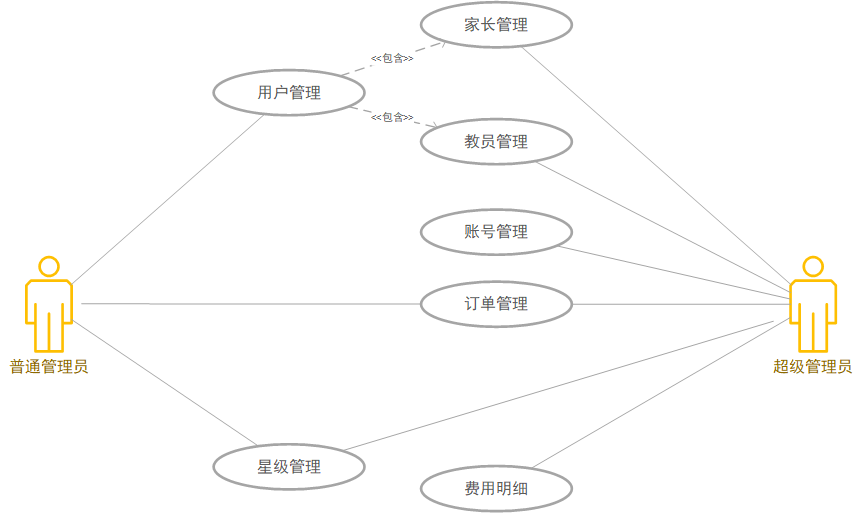 家长管理
<<包含>>
用户管理
<<包含>>
教员管理
账号管理
订单管理
普通管理员
超级管理员
星级管理
费用明细